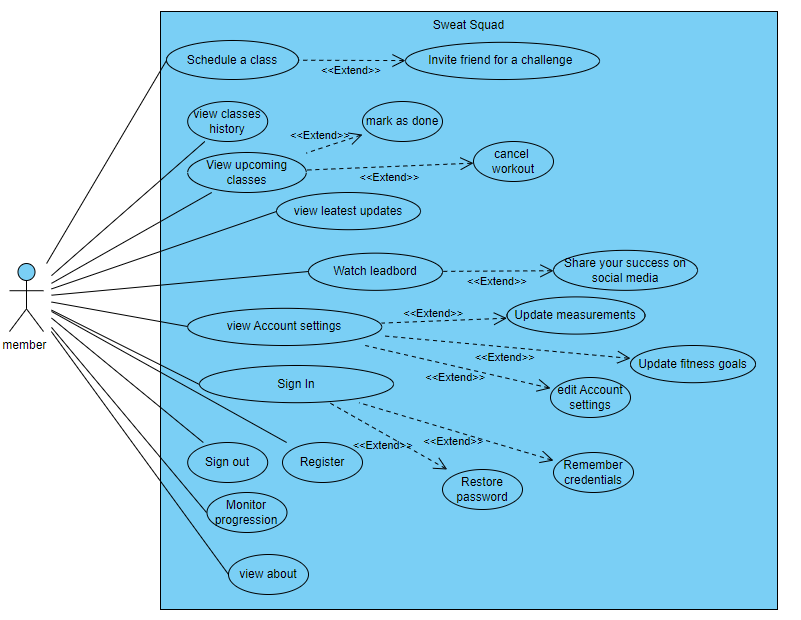 Sweat Squad
Schedule a class
<<Extend>>
Invite friend for a challenge
view classes
history
<<Extend>>
mark as done
View upcoming
classes
<<Extend>>
cancel
workout
view leatest updates
Watch leadbord
<<Extend>>
Share your success on
social media
member
view Account settings
<<Extend>>
Update measurements
<<Extend>>
Update fitness goals
<<Extend>>
edit Account
settings
Sign In
<<Extend>>
<<Extend>>
Sign out
Register
Restore
password
Remember
credentials
Monitor
progression
view about